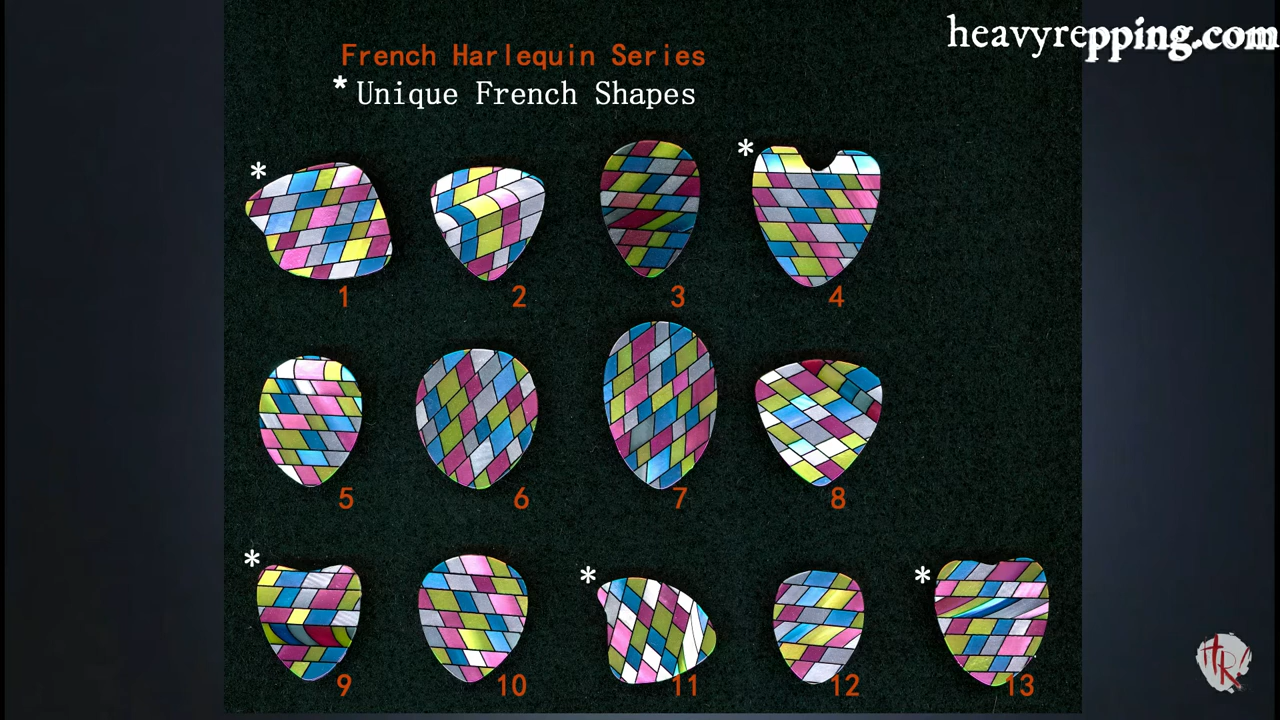 heavyrepping.com
French Harlequin Series
* Unique French Shapes
* * 
1 2 3 4
5 6 7 8
* * *
9 10 11 12 13
HR!